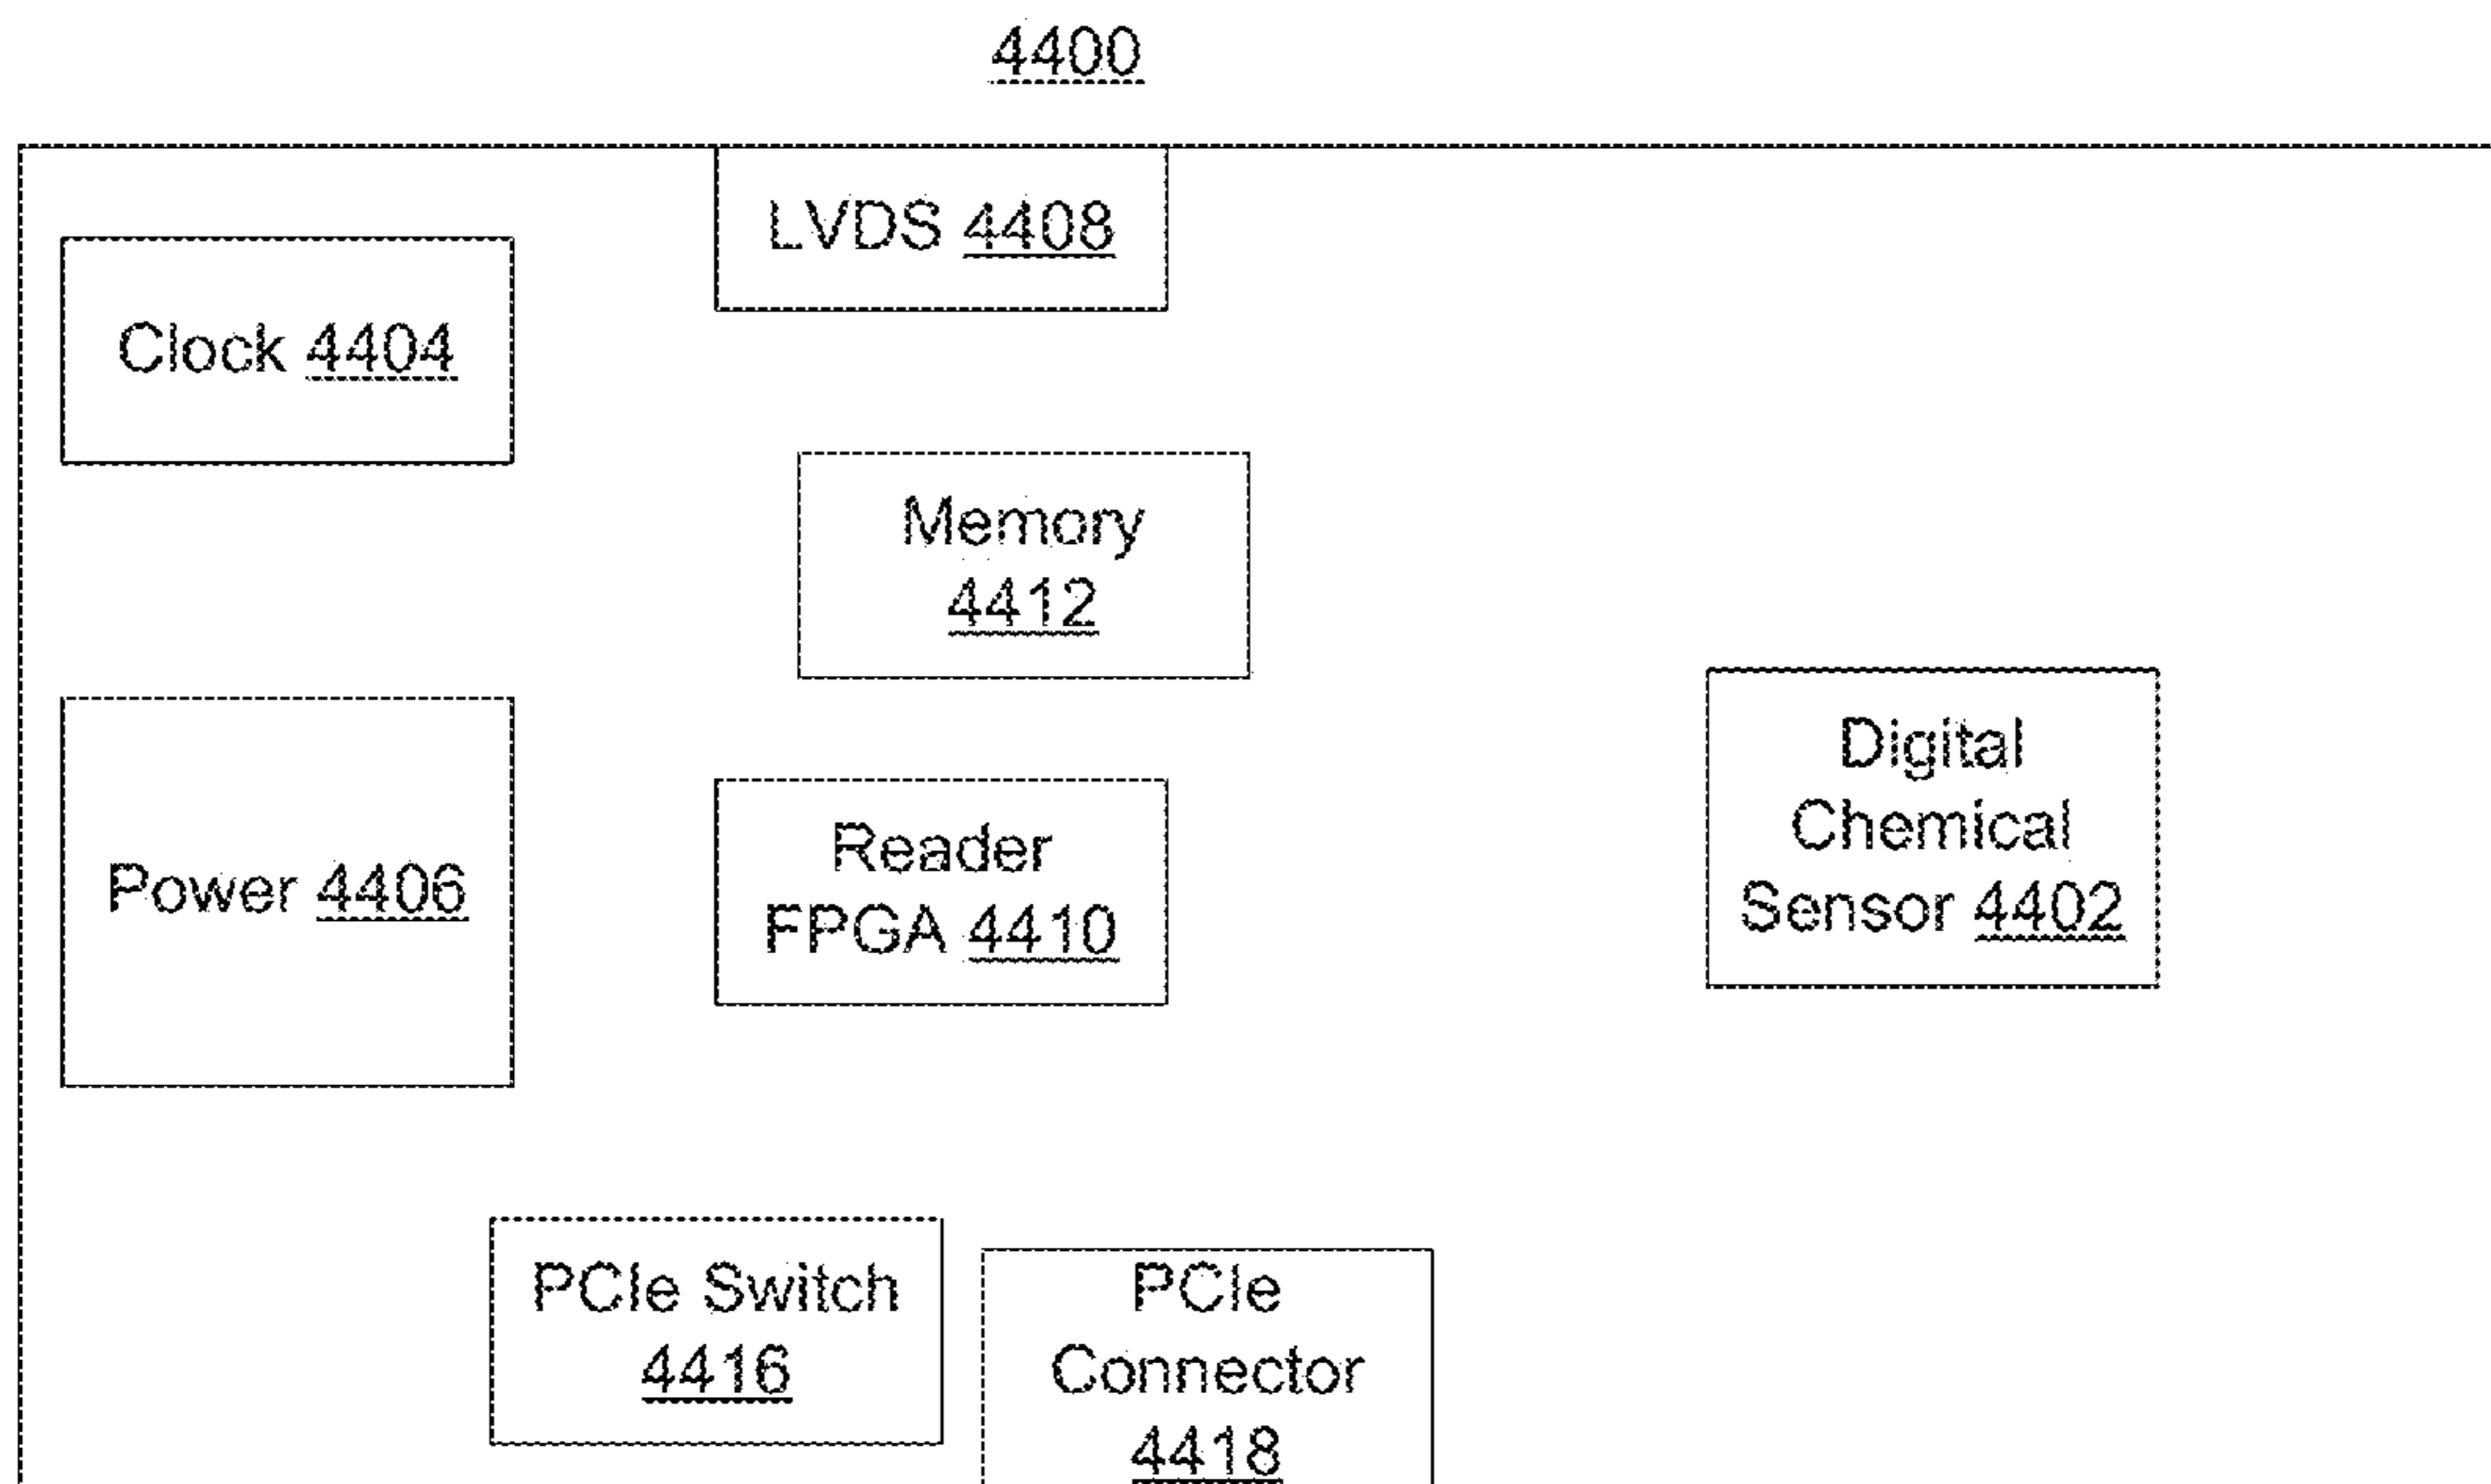 4400
LVDS 4408
Clock 4404
Memory
4412
Digital
Chemical
Sensor 4402
Reader
FPGA 4410
Power 4406
PCIe Switch
4416
PCIe
Connector
4418